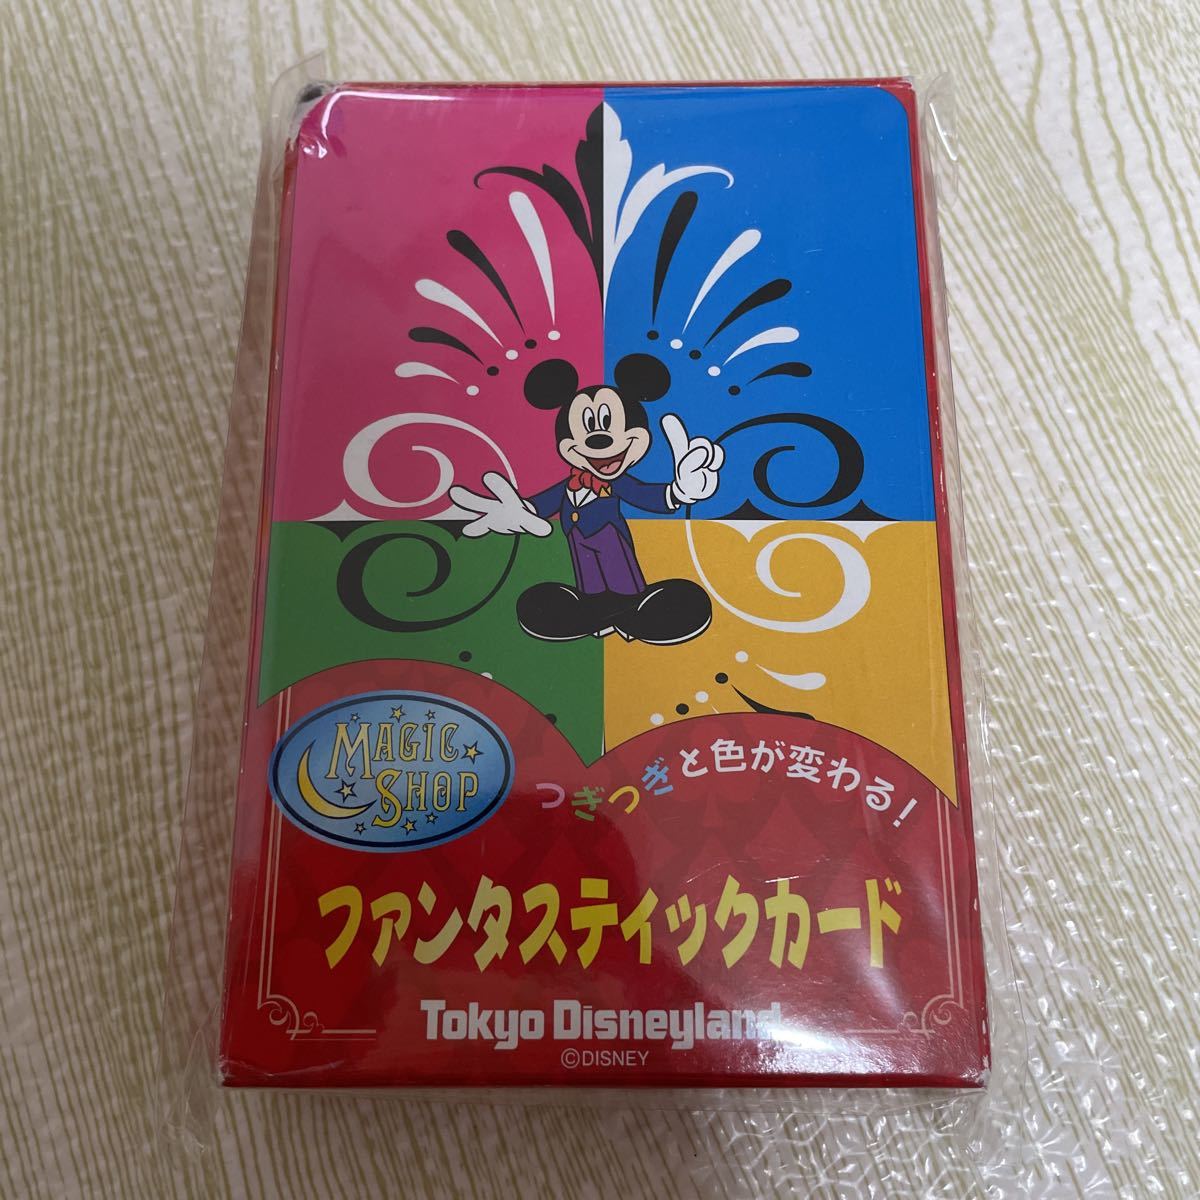 MAGIC
SHOP
つぎつぎと色が変わる!
ファンタスティックカード
Tokyo Disneyland
©DISNEY